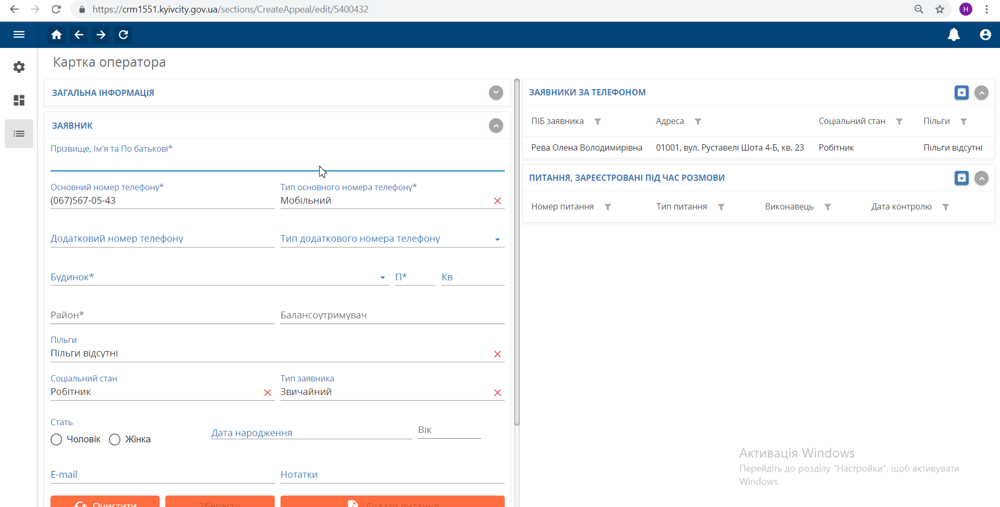 https://crm1551.kyivcity.gov.ua/sections/CreateAppeal/edit/5400432
H
Картка оператора
ЗАГАЛЬНА ІНФОРМАЦІЯ
ЗАЯВНИК
Прізвище, Ім'я та По батькові*
Основний номер телефону*
Тип основного номера телефону*
(067)567-05-43
Мобільний
Додатковий номер телефону
Тип додаткового номера телефону
Будинок*
П*
Кв
Район*
Балансоутримувач
Пільги
Пільги відсутні
Соціальний стан
Тип заявника
Робітник
Звичайний
Стать
Чоловік
Жінка
Дата народження
Вік
E-mail
Нотатки
Очистити
Зберегти
Додати питання
ЗАЯВНИКИ ЗА ТЕЛЕФОНОМ
ПІБ заявника
Адреса
Соціальний стан
Пільги
Рева Олена Володимирівна
01001, вул. Руставелі Шота 4-Б, кв. 23
Робітник
Пільги відсутні
ПИТАННЯ, ЗАРЕЄСТРОВАНІ ПІД ЧАС РОЗМОВИ
Номер питання
Тип питання
Виконавець
Дата контролю
Активація Windows
Перейдіть до розділу "Настройки", щоб активувати
Windows.